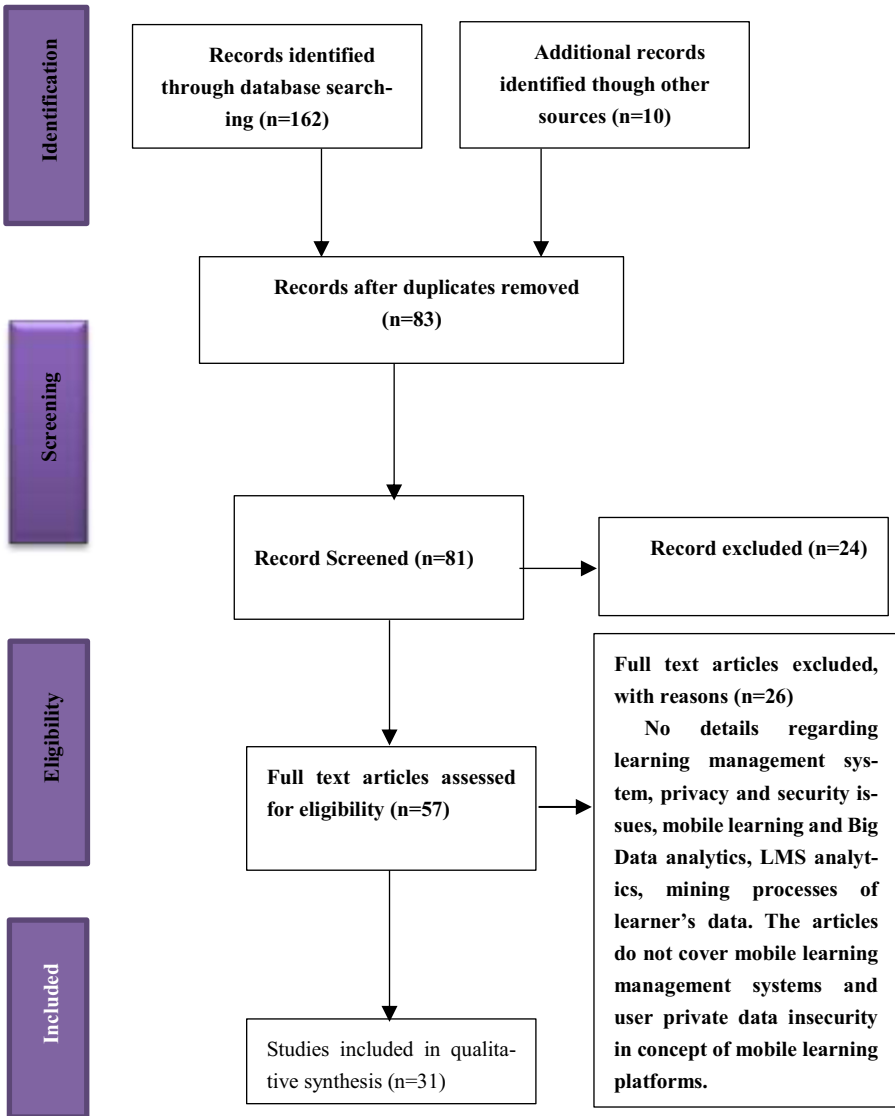 Identification
Records identified
through database search-
ing (n=162)
Additional records
identified though other
sources (n=10)
Records after duplicates removed
(n=83)
Screening
Record Screened (n=81)
Record excluded (n=24)
Eligibility
Full text articles assessed
for eligibility (n=57)
Full text articles excluded,
with reasons (n=26)
No details regarding
learning management sys-
tem, privacy and security is-
sues, mobile learning and Big
Data analytics, LMS analyt-
ics, mining processes of
learner's data. The articles
do not cover mobile learning
management systems and
user private data insecurity
in concept of mobile learning
platforms.
Included
Studies included in qualita-
tive synthesis (n=31)